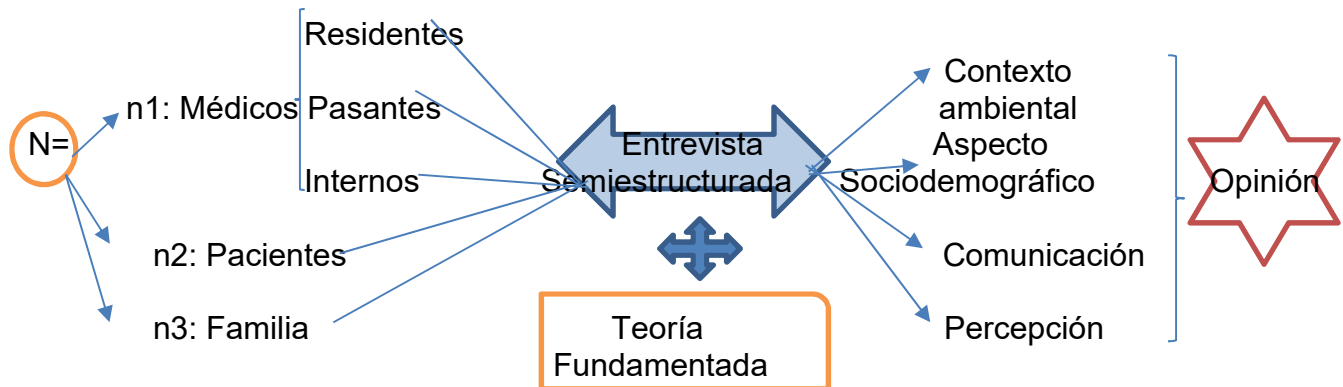 Residentes
N=
n1: Médicos
Pasantes
Internos
n2: Pacientes
n3: Familia
Entrevista
Semiestructurada
Teoría
Fundamentada
Contexto
ambiental
Aspecto
Sociodemográfico
Comunicación
Percepción
Opinión